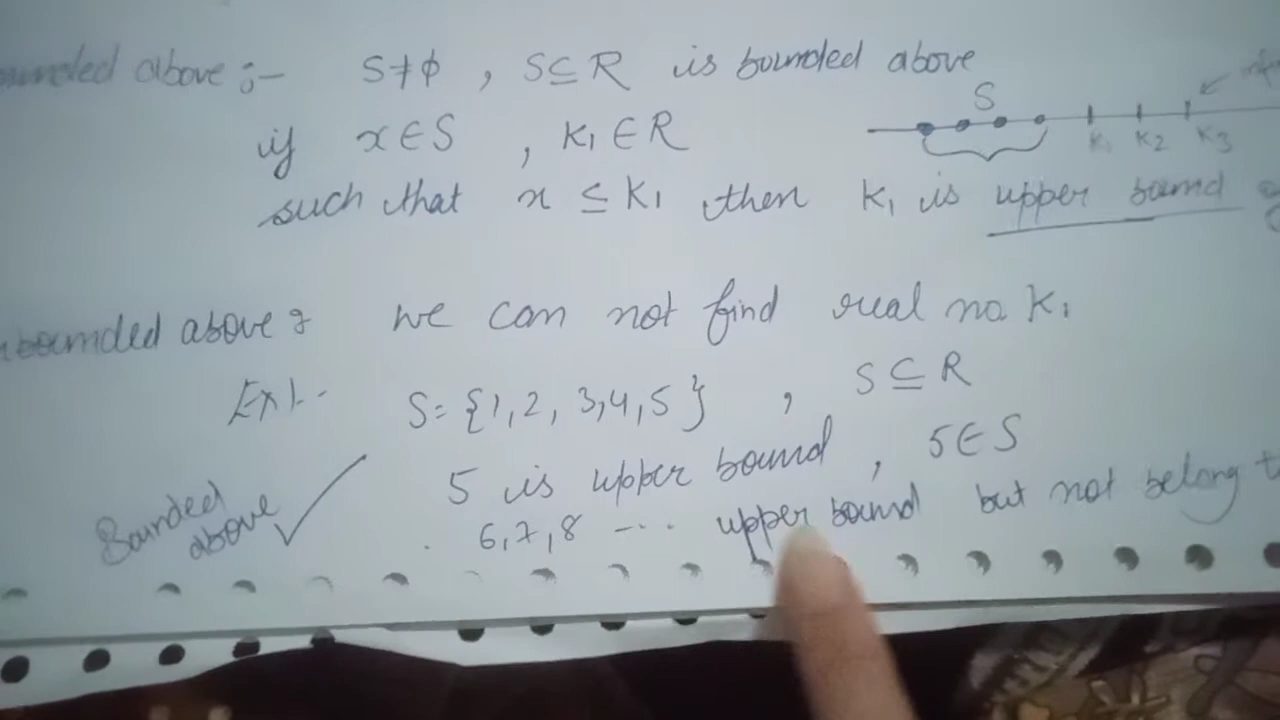 above :- S≠ϕ , S⊆R is bounded above
S
if x∈S , K₁∈R
K₁ K₂ K₃
such that x ≤ K₁ then K₁ is upper bound
above : we can not find real no K₁
Ex1.- S= {1,2, 3,4,5} , S⊆R
5 is upper bound , 5∈S
Bounded above ✓
6,7,8 --.. upper bound but not belong